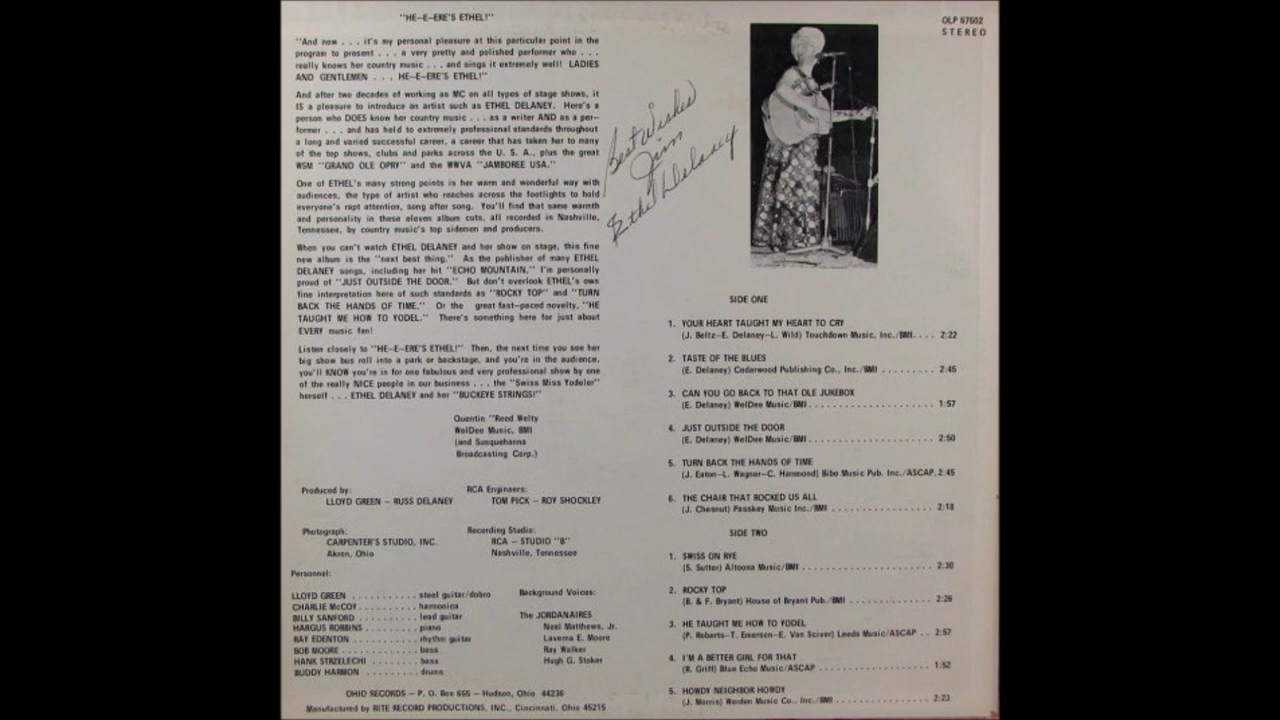 "HE-E-ERE'S ETHEL!"
"And now . . . it's my personal pleasure at this particular point in the
program to present . . . a very pretty and polished performer who . . .
really knows her country music . . . and sings it extremely well! LADIES
AND GENTLEMEN . . . HE-E-ERE'S ETHEL!"
And after two decades of working as MC on all types of stage shows, it
IS a pleasure to introduce an artist such as ETHEL DELANEY. Here's a
person who DOES know her country music . . . as a writer AND as a per-
former . . . and has held to extremely professional standards throughout
a long and varied successful career, a career that has taken her to many
of the top shows, clubs and parks across the U. S. A., plus the great
WSM "GRAND OLE OPRY" and the WWVA "JAMBOREE USA."
One of ETHEL's many strong points is her warm and wonderful way with
audiences, the type of artist who reaches across the footlights to hold
everyone's rapt attention, song after song. You'll find that same warmth
and personality in these eleven album cuts, all recorded in Nashville,
Tennessee, by country music's top sidemen and producers.
When you can't watch ETHEL DELANEY and her show on stage, this fine
new album is the "next best thing." As the publisher of many ETHEL
DELANEY songs, including her hit "ECHO MOUNTAIN," I'm personally
proud of "JUST OUTSIDE THE DOOR." But don't overlook ETHEL's own
fine interpretation here of such standards as "ROCKY TOP" and "TURN
BACK THE HANDS OF TIME." Or the great fast-paced novelty, "HE
TAUGHT ME HOW TO YODEL." There's something here for just about
EVERY music fan!
Listen closely to "HE-E-ERE'S ETHEL!" Then, the next time you see her
big show bus roll into a park or backstage, and you're in the audience,
you'll KNOW you're in for one fabulous and very professional show by one
of the really NICE people in our business . . . the "Swiss Miss Yodeler"
herself . . . ETHEL DELANEY and her "BUCKEYE STRINGS!"
Quentin "Reed Welty
WelDee Music, BMI
(and Susquehanna
Broadcasting Corp.)
Produced by:
LLOYD GREEN - RUSS DELANEY
RCA Engineers:
TOM PICK - ROY SHOCKLEY
Photograph:
CARPENTER'S STUDIO, INC.
Akron, Ohio
Recording Studio:
RCA - STUDIO "B"
Nashville, Tennessee
Personnel:
LLOYD GREEN . . . . . . . . . . steel guitar/dobro
CHARLIE McCOY . . . . . . . . . harmonica
BILLY SANFORD . . . . . . . . . lead guitar
HARGUS ROBBINS . . . . . . . . piano
RAY EDENTON . . . . . . . . . . rhythm guitar
BOB MOORE . . . . . . . . . . . bass
HANK STRZELECHI . . . . . . . bass
BUDDY HARMON . . . . . . . . drums
Background Voices:
The JORDANAIRES
Neal Matthews, Jr.
Laverna E. Moore
Ray Walker
Hugh G. Stoker
OHIO RECORDS - P. O. Box 655 - Hudson, Ohio 44236
Manufactured by RITE RECORD PRODUCTIONS, INC., Cincinnati, Ohio 45215
Best Wishes
Jim
Ethel Delaney
OLP 67502
STEREO
SIDE ONE
1. YOUR HEART TAUGHT MY HEART TO CRY
(J. Beltz-E. Delaney-L. Wild) Touchdown Music, Inc./BMI. . . . 2:22
2. TASTE OF THE BLUES
(E. Delaney) Cedarwood Publishing Co., Inc./BMI . . . . . . . . . 2:45
3. CAN YOU GO BACK TO THAT OLE JUKEBOX
(E. Delaney) WelDee Music/BMI . . . . . . . . . . . . . . . . . . . 1:57
4. JUST OUTSIDE THE DOOR
(E. Delaney) WelDee Music/BMI . . . . . . . . . . . . . . . . . . . 2:50
5. TURN BACK THE HANDS OF TIME
(J. Eaton-L. Wagner-C. Hammond) Bibo Music Pub. Inc./ASCAP. 2:45
6. THE CHAIR THAT ROCKED US ALL
(J. Chesnut) Passkey Music Inc./BMI . . . . . . . . . . . . . . . . 2:18
SIDE TWO
1. SWISS ON RYE
(S. Sutter) Altoona Music/BMI . . . . . . . . . . . . . . . . . . . . 2:30
2. ROCKY TOP
(B. & F. Bryant) House of Bryant Pub./BMI . . . . . . . . . . . . . 2:26
3. HE TAUGHT ME HOW TO YODEL
(P. Roberts-T. Emerson-E. Van Sciver) Leeds Music/ASCAP . . 2:57
4. I'M A BETTER GIRL FOR THAT
(R. Griff) Blue Echo Music/ASCAP . . . . . . . . . . . . . . . . . 1:52
5. HOWDY NEIGHBOR HOWDY
(J. Morris) Warden Music Co., Inc./BMI . . . . . . . . . . . . . . . 2:23